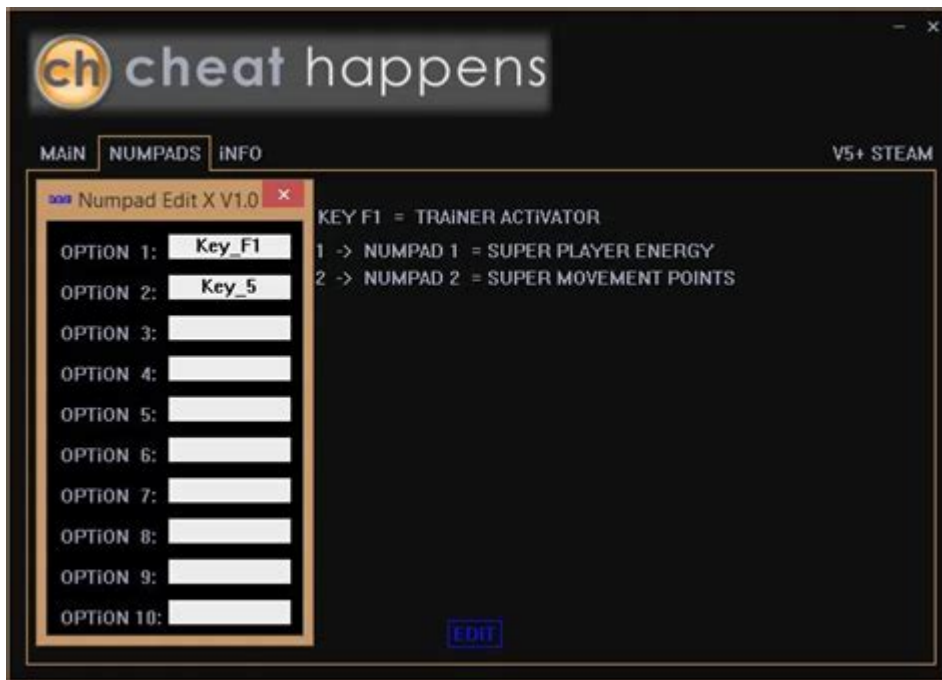 ch cheat happens
MAiN NUMPADS iNFO V5+ STEAM
Numpad Edit X V1.0
KEY F1 = TRAiNER ACTiVATOR
1 -> NUMPAD 1 = SUPER PLAYER ENERGY
2 -> NUMPAD 2 = SUPER MOVEMENT POINTS
OPTiON 1: Key_F1
OPTiON 2: Key_5
OPTiON 3:
OPTiON 4:
OPTiON 5:
OPTiON 6:
OPTiON 7:
OPTiON 8:
OPTiON 9:
OPTiON 10:
EDIT